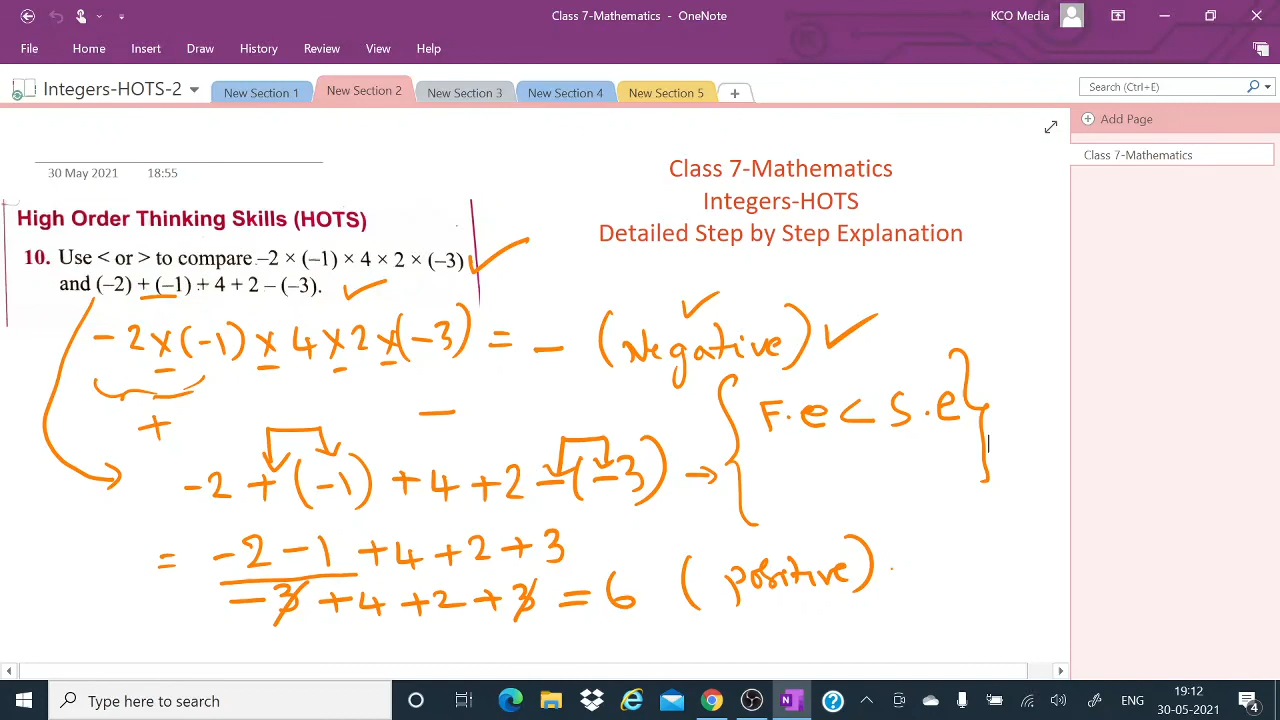 Class 7-Mathematics - OneNote
KCO Media
File Home Insert Draw History Review View Help
Integers-HOTS-2
New Section 1 New Section 2 New Section 3 New Section 4 New Section 5 +
Search (Ctrl+E)
Add Page
Class 7-Mathematics
30 May 2021 18:55
Class 7-Mathematics
Integers-HOTS
Detailed Step by Step Explanation
High Order Thinking Skills (HOTS)
10. Use < or > to compare –2 × (–1) × 4 × 2 × (–3)
and (–2) + (–1) + 4 + 2 – (–3).
-2 × (-1) × 4 × 2 × (-3) = - (Negative)
+ -
F.e < S.e
-2 + (-1) + 4 + 2 - (-3) →
= -2 -1 +4 +2 +3
-3 +4 +2 +3 = 6 (positive).
Type here to search
ENG
19:12
30-05-2021
4